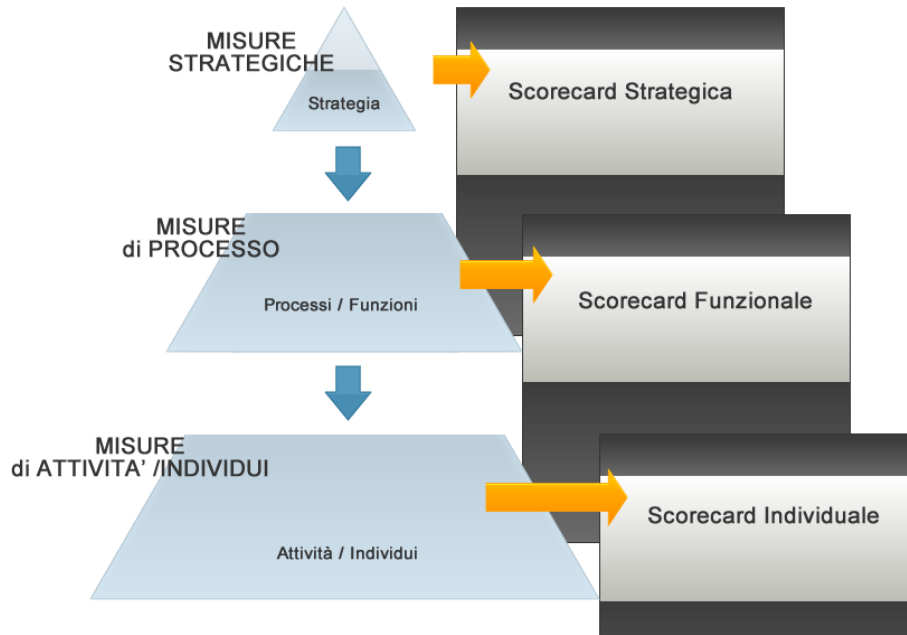 MISURE
STRATEGICHE
Strategia
Scorecard Strategica
MISURE
di PROCESSO
Processi / Funzioni
Scorecard Funzionale
MISURE
di ATTIVITA' /INDIVIDUI
Attività / Individui
Scorecard Individuale